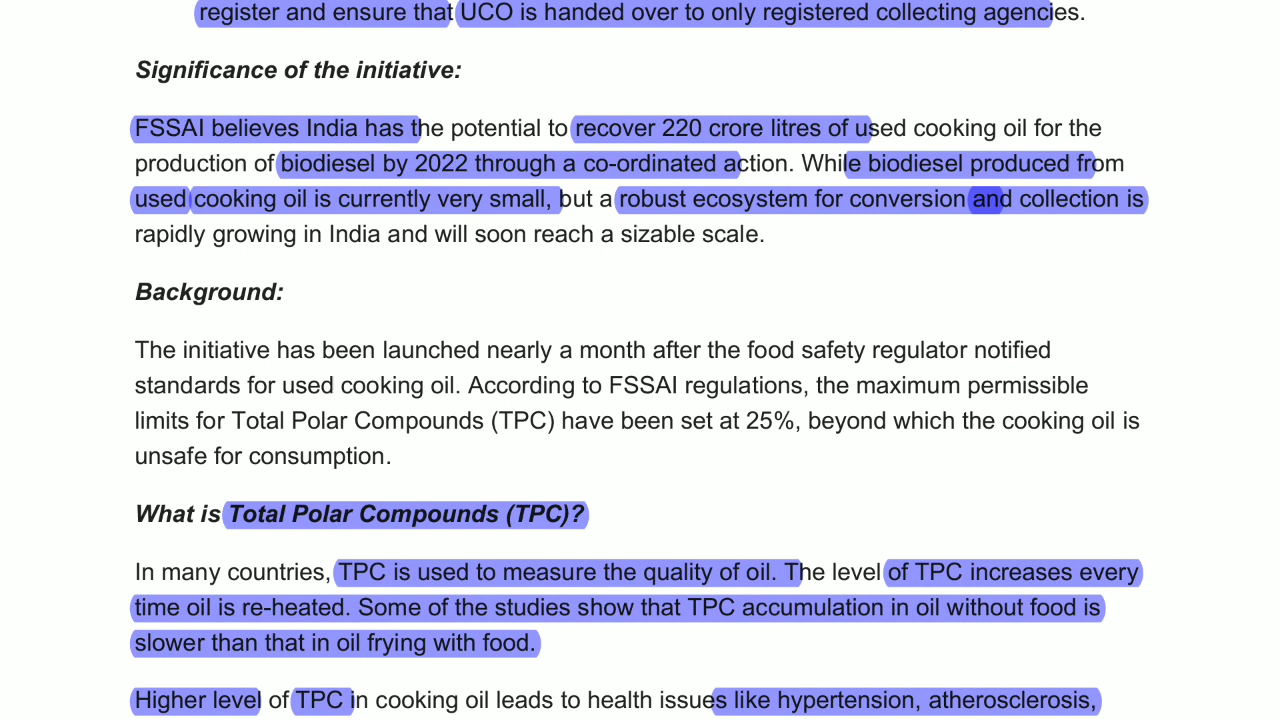 register and ensure that UCO is handed over to only registered collecting agencies.
Significance of the initiative:
FSSAI believes India has the potential to recover 220 crore litres of used cooking oil for the
production of biodiesel by 2022 through a co-ordinated action. While biodiesel produced from
used cooking oil is currently very small, but a robust ecosystem for conversion and collection is
rapidly growing in India and will soon reach a sizable scale.
Background:
The initiative has been launched nearly a month after the food safety regulator notified
standards for used cooking oil. According to FSSAI regulations, the maximum permissible
limits for Total Polar Compounds (TPC) have been set at 25%, beyond which the cooking oil is
unsafe for consumption.
What is Total Polar Compounds (TPC)?
In many countries, TPC is used to measure the quality of oil. The level of TPC increases every
time oil is re-heated. Some of the studies show that TPC accumulation in oil without food is
slower than that in oil frying with food.
Higher level of TPC in cooking oil leads to health issues like hypertension, atherosclerosis,